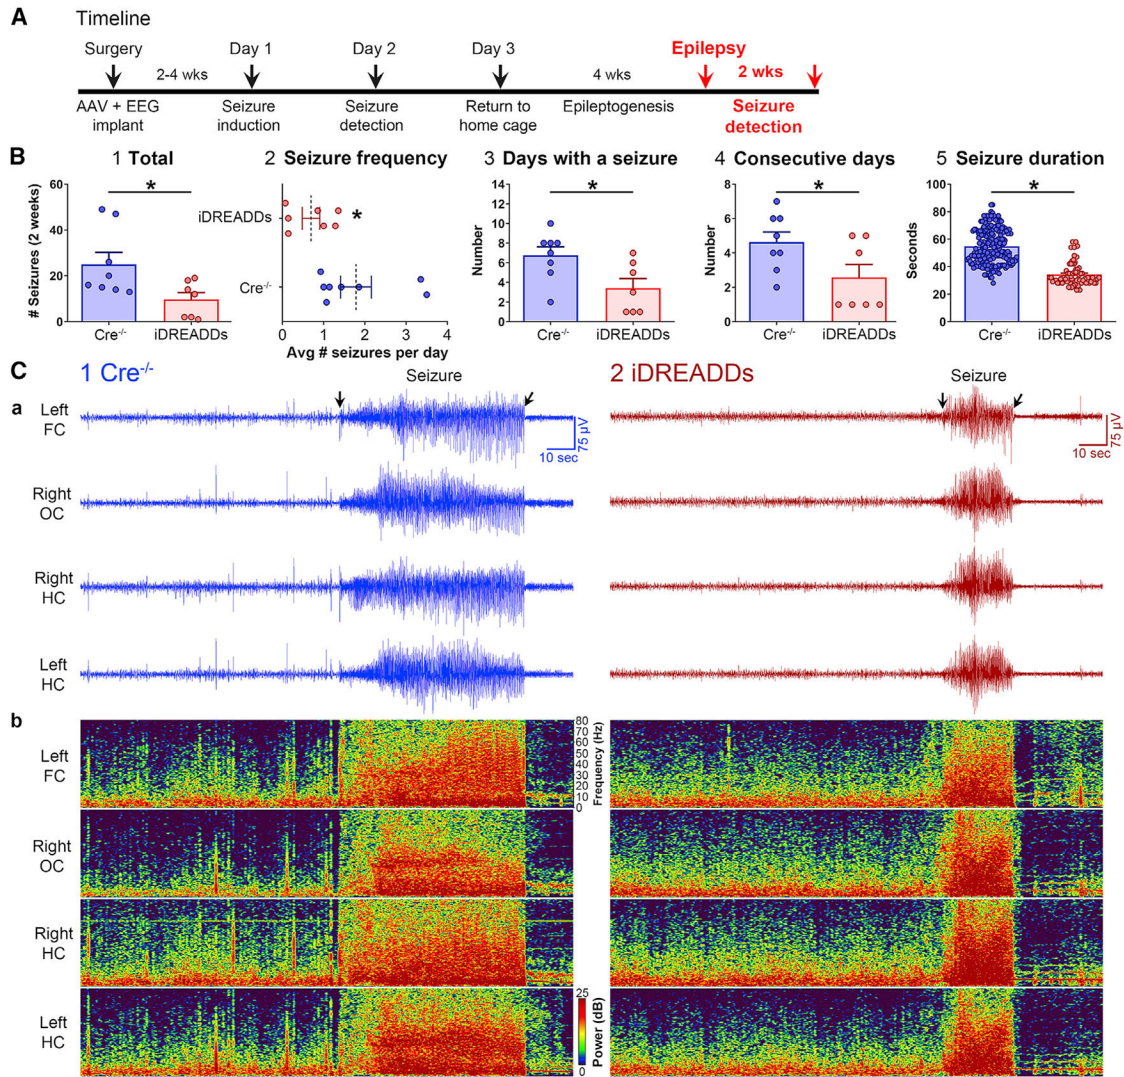 A
Timeline
Surgery
Day 1
Day 2
Day 3
Epilepsy
2-4 wks
4 wks
2 wks
AAV + EEG
implant
Seizure
induction
Seizure
detection
Return to
home cage
Epileptogenesis
Seizure
detection
B
1 Total
# Seizures (2 weeks)
60
40
20
0
*
Cre-/-
iDREADDs
2 Seizure frequency
iDREADDs
*
Cre-/-
0
1
2
3
4
Avg # seizures per day
3 Days with a seizure
Number
14
12
10
8
6
4
2
0
*
Cre-/-
iDREADDs
4 Consecutive days
Number
8
6
4
2
0
*
Cre-/-
iDREADDs
5 Seizure duration
Seconds
100
80
60
40
20
0
*
Cre-/-
iDREADDs
C
1 Cre-/-
Seizure
2 iDREADDs
Seizure
a
Left
FC
75 µV
10 sec
75 µV
10 sec
Right
OC
Right
HC
Left
HC
b
Left
FC
80
70
60
50
40
30
20
10
0
Frequency (Hz)
Right
OC
Right
HC
Left
HC
25
0
Power (dB)